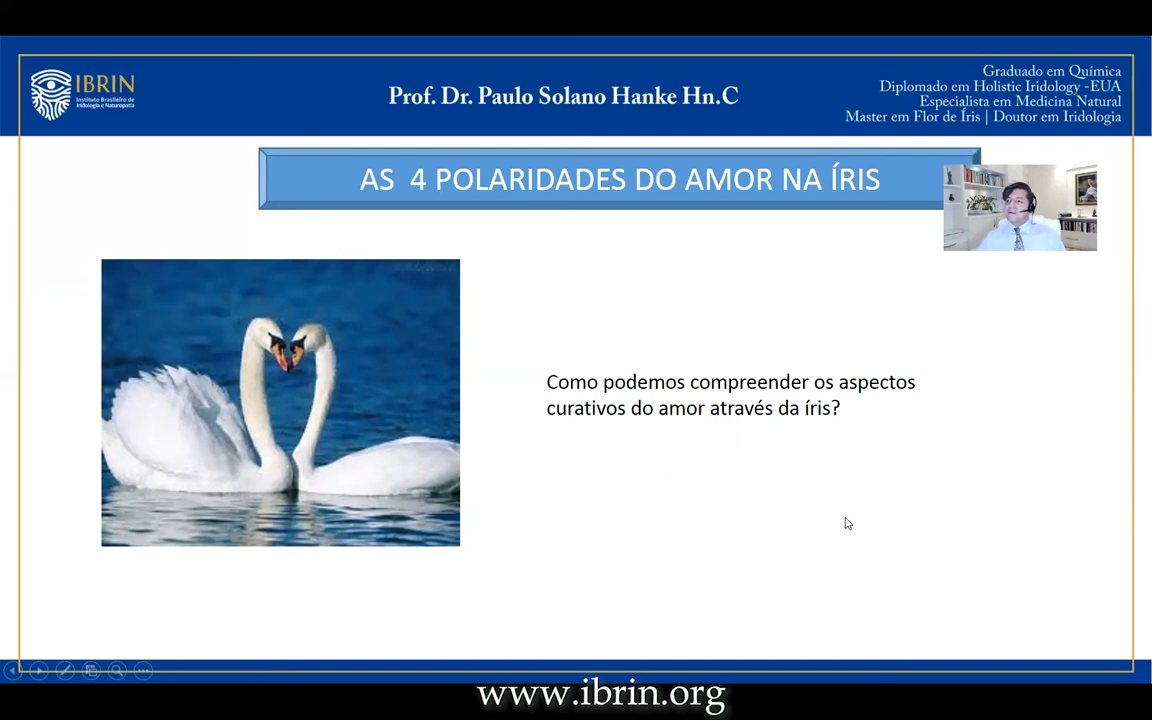 IBRIN
Instituto Brasileiro de
Iridologia e Naturopatia
Prof. Dr. Paulo Solano Hanke Hn.C
Graduado em Química
Diplomado em Holistic Iridology -EUA
Especialista em Medicina Natural
Master em Flor de Íris | Doutor em Iridologia
AS 4 POLARIDADES DO AMOR NA ÍRIS
Como podemos compreender os aspectos
curativos do amor através da íris?
www.ibrin.org